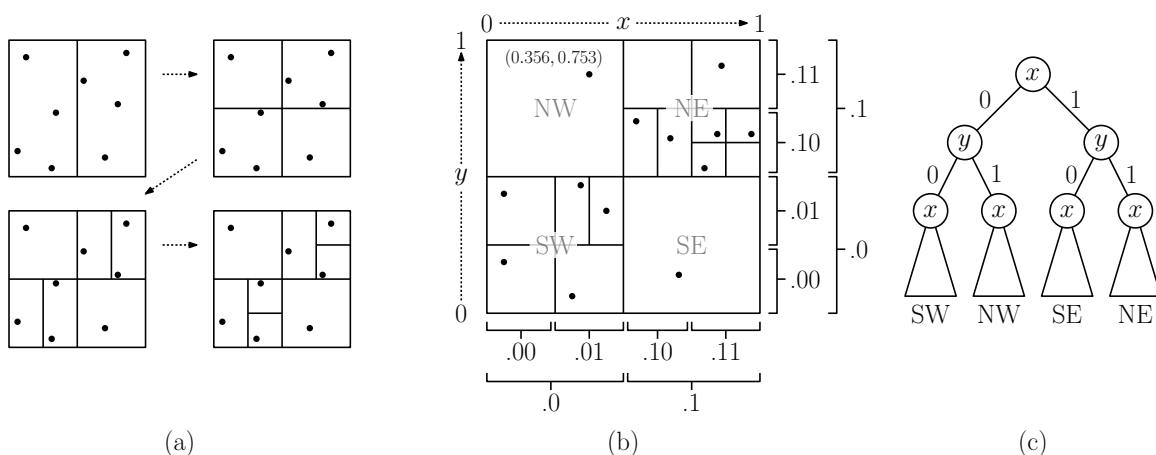 0 x 1
1
y
0
(0.356, 0.753)
NW
NE
SW
SE
.11
.10
.01
.00
.1
.0
.00 .01 .10 .11
.0 .1
x
0 1
y y
0 1 0 1
x x x x
SW NW SE NE
(a) (b) (c)